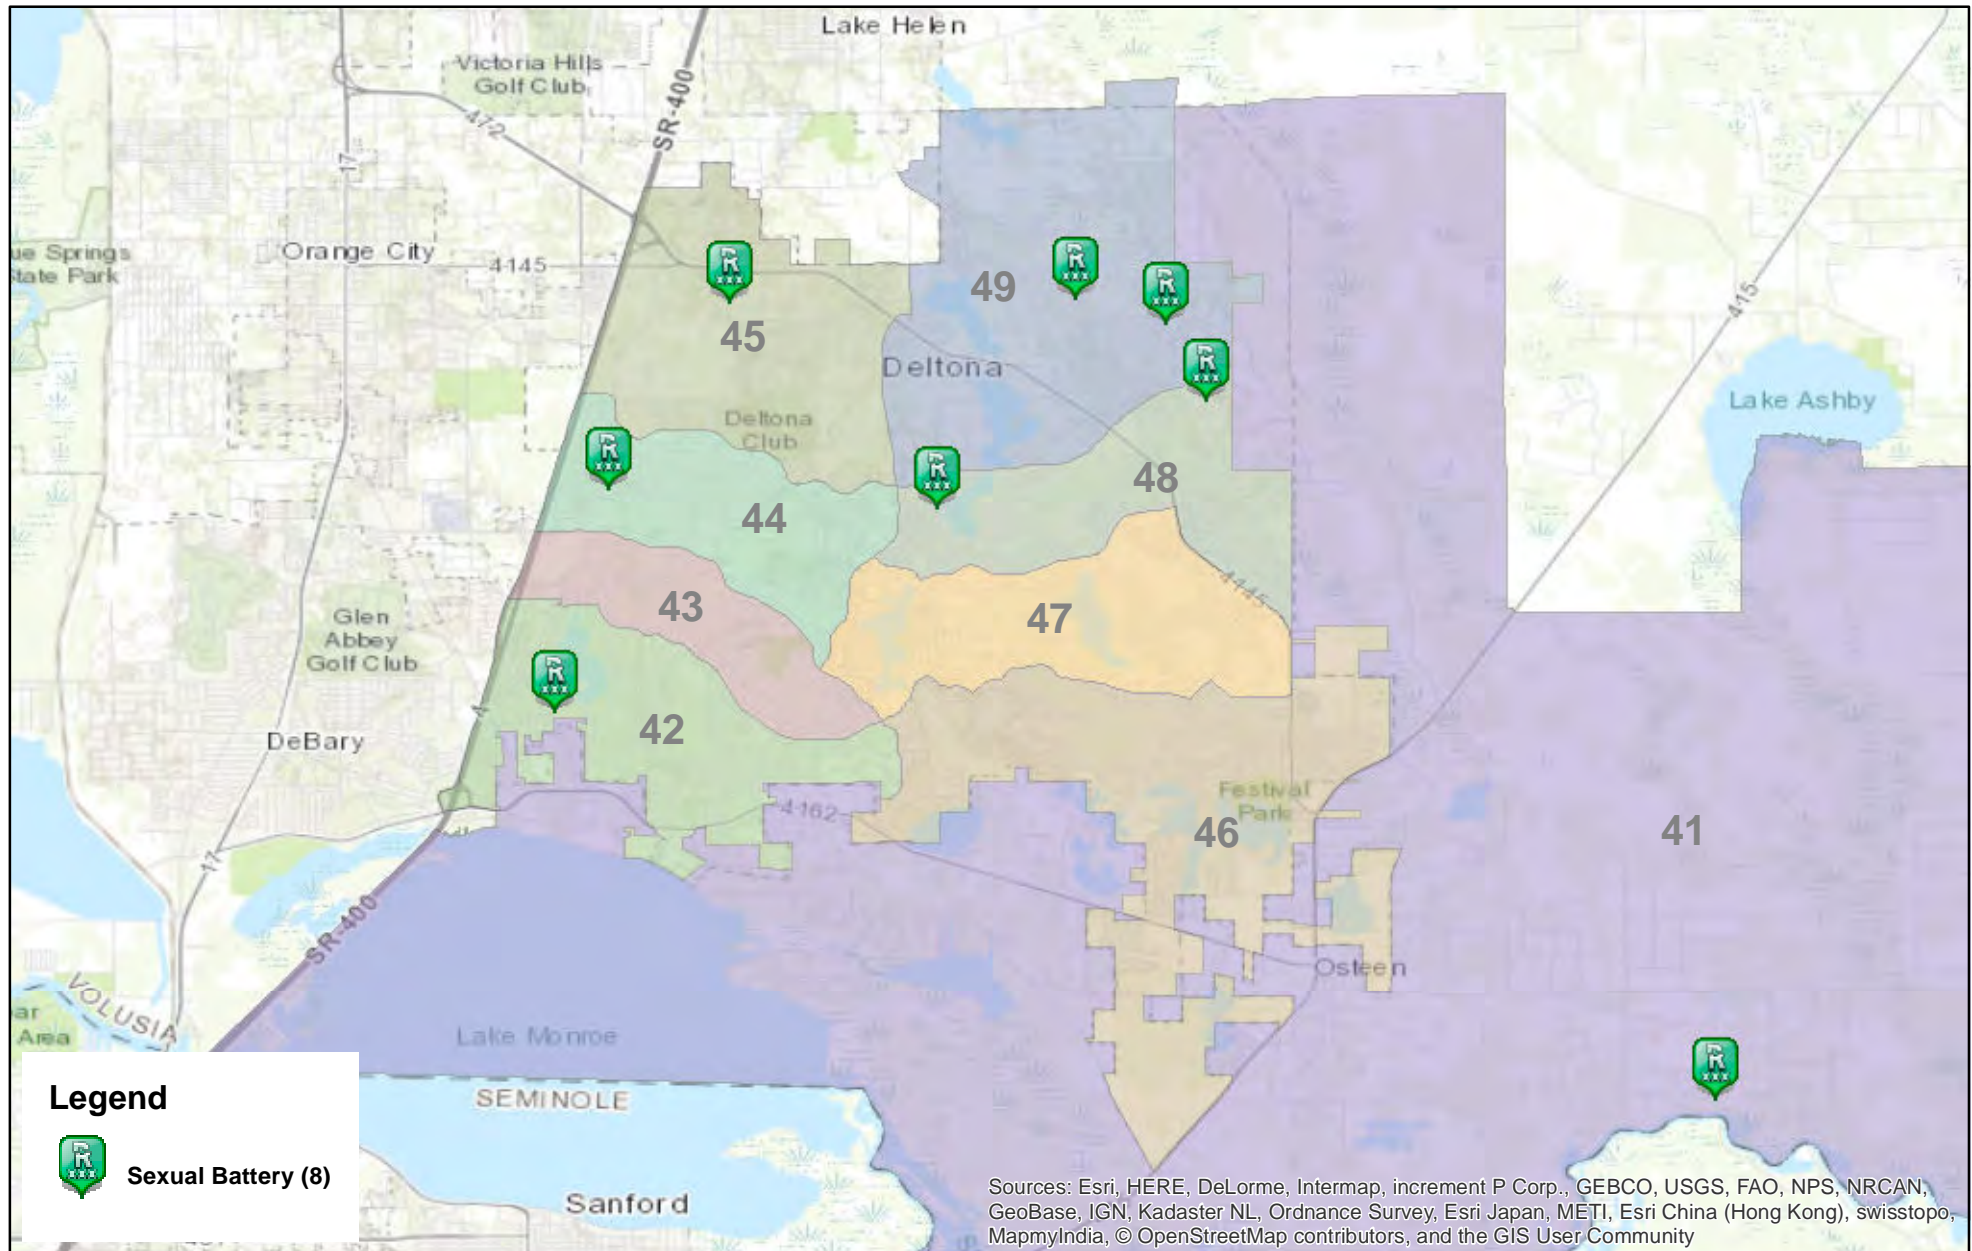 Lake Helen
Victoria Hills
Golf Club
SR-400
472
17
Orange City
4145
ue Springs
State Park
49
45
Deltona
415
Lake Ashby
Deltona
Club
48
44
4145
43
47
Glen
Abbey
Golf Club
4
42
DeBary
Festival
Park
4162
46
41
17
SR-400
Osteen
VOLUSIA
ar
Area
Lake Monroe
Legend
SEMINOLE
Sexual Battery (8)
Sanford
Sources: Esri, HERE, DeLorme, Intermap, increment P Corp., GEBCO, USGS, FAO, NPS, NRCAN,
GeoBase, IGN, Kadaster NL, Ordnance Survey, Esri Japan, METI, Esri China (Hong Kong), swisstopo,
MapmyIndia, © OpenStreetMap contributors, and the GIS User Community